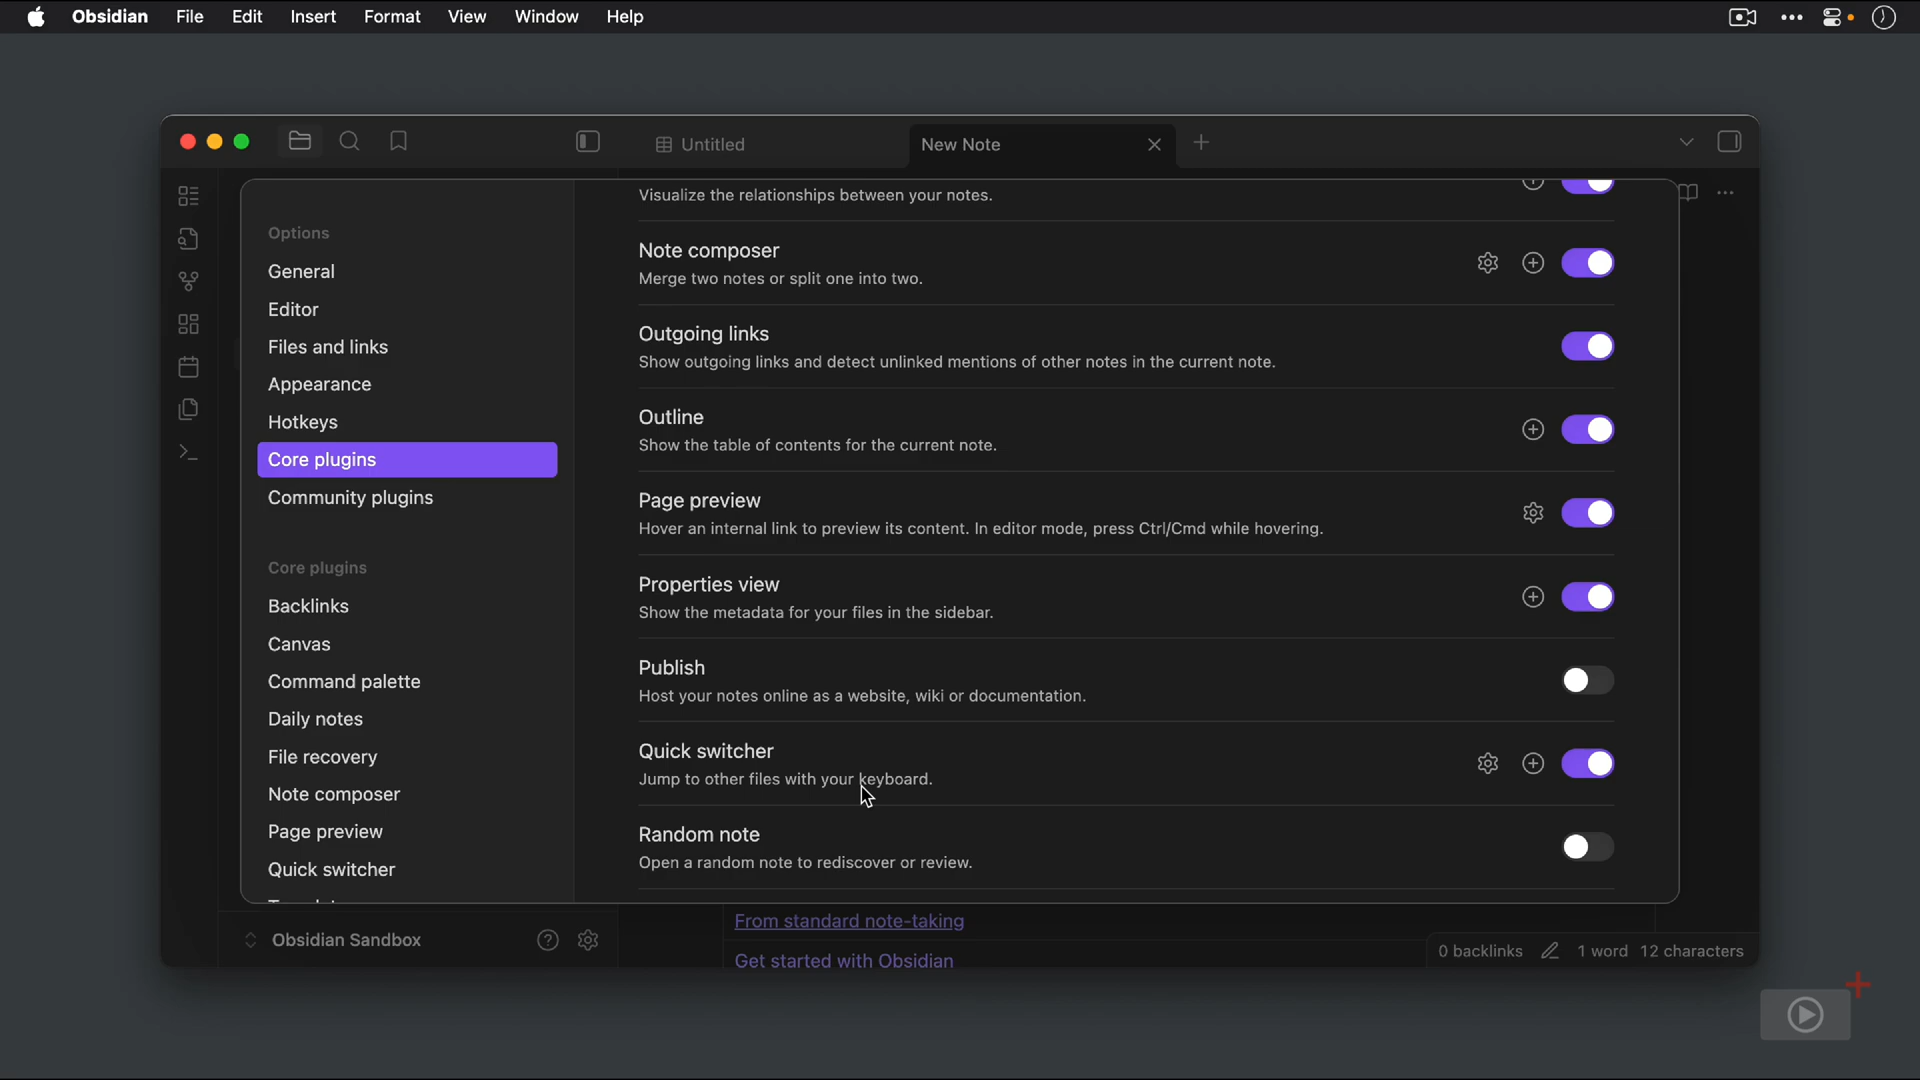 Obsidian File Edit Insert Format View Window Help
Untitled
New Note
Options
General
Editor
Files and links
Appearance
Hotkeys
Core plugins
Community plugins
Core plugins
Backlinks
Canvas
Command palette
Daily notes
File recovery
Note composer
Page preview
Quick switcher
Visualize the relationships between your notes.
Note composer
Merge two notes or split one into two.
Outgoing links
Show outgoing links and detect unlinked mentions of other notes in the current note.
Outline
Show the table of contents for the current note.
Page preview
Hover an internal link to preview its content. In editor mode, press Ctrl/Cmd while hovering.
Properties view
Show the metadata for your files in the sidebar.
Publish
Host your notes online as a website, wiki or documentation.
Quick switcher
Jump to other files with your keyboard.
Random note
Open a random note to rediscover or review.
From standard note-taking
Get started with Obsidian
Obsidian Sandbox
0 backlinks 1 word 12 characters